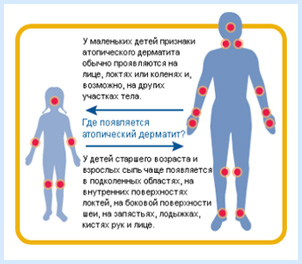 У маленьких детей признаки
атопического дерматита
обычно проявляются на
лице, локтях или коленях и,
возможно, на других
участках тела.
Где появляется
атопический дерматит?
У детей старшего возраста и
взрослых сыпь чаще появляется
в подколенных областях, на
внутренних поверхностях
локтей, на боковой поверхности
шеи, на запястьях, лодыжках,
кистях рук и лице.